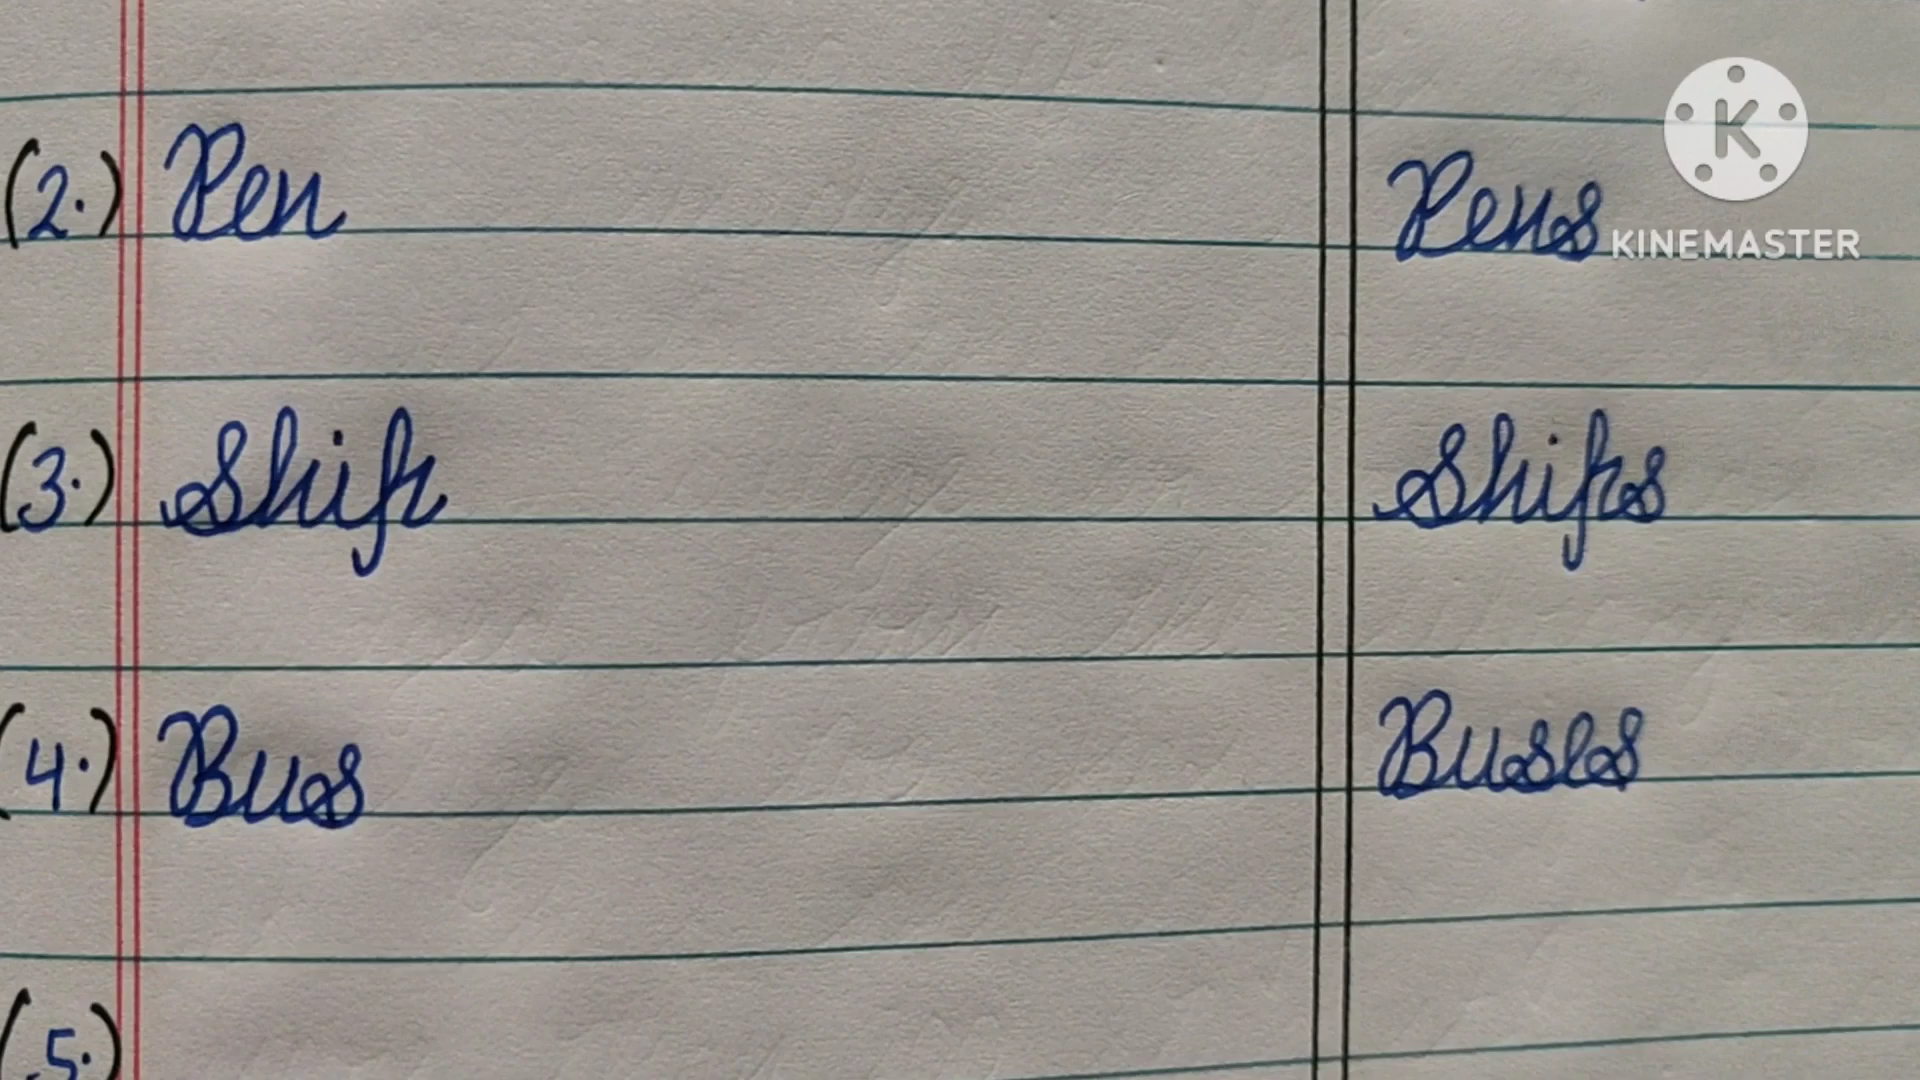 (2.) Pen Pens
K
KINEMASTER
(3.) Ship Ships
(4.) Bus Buses
(5.)